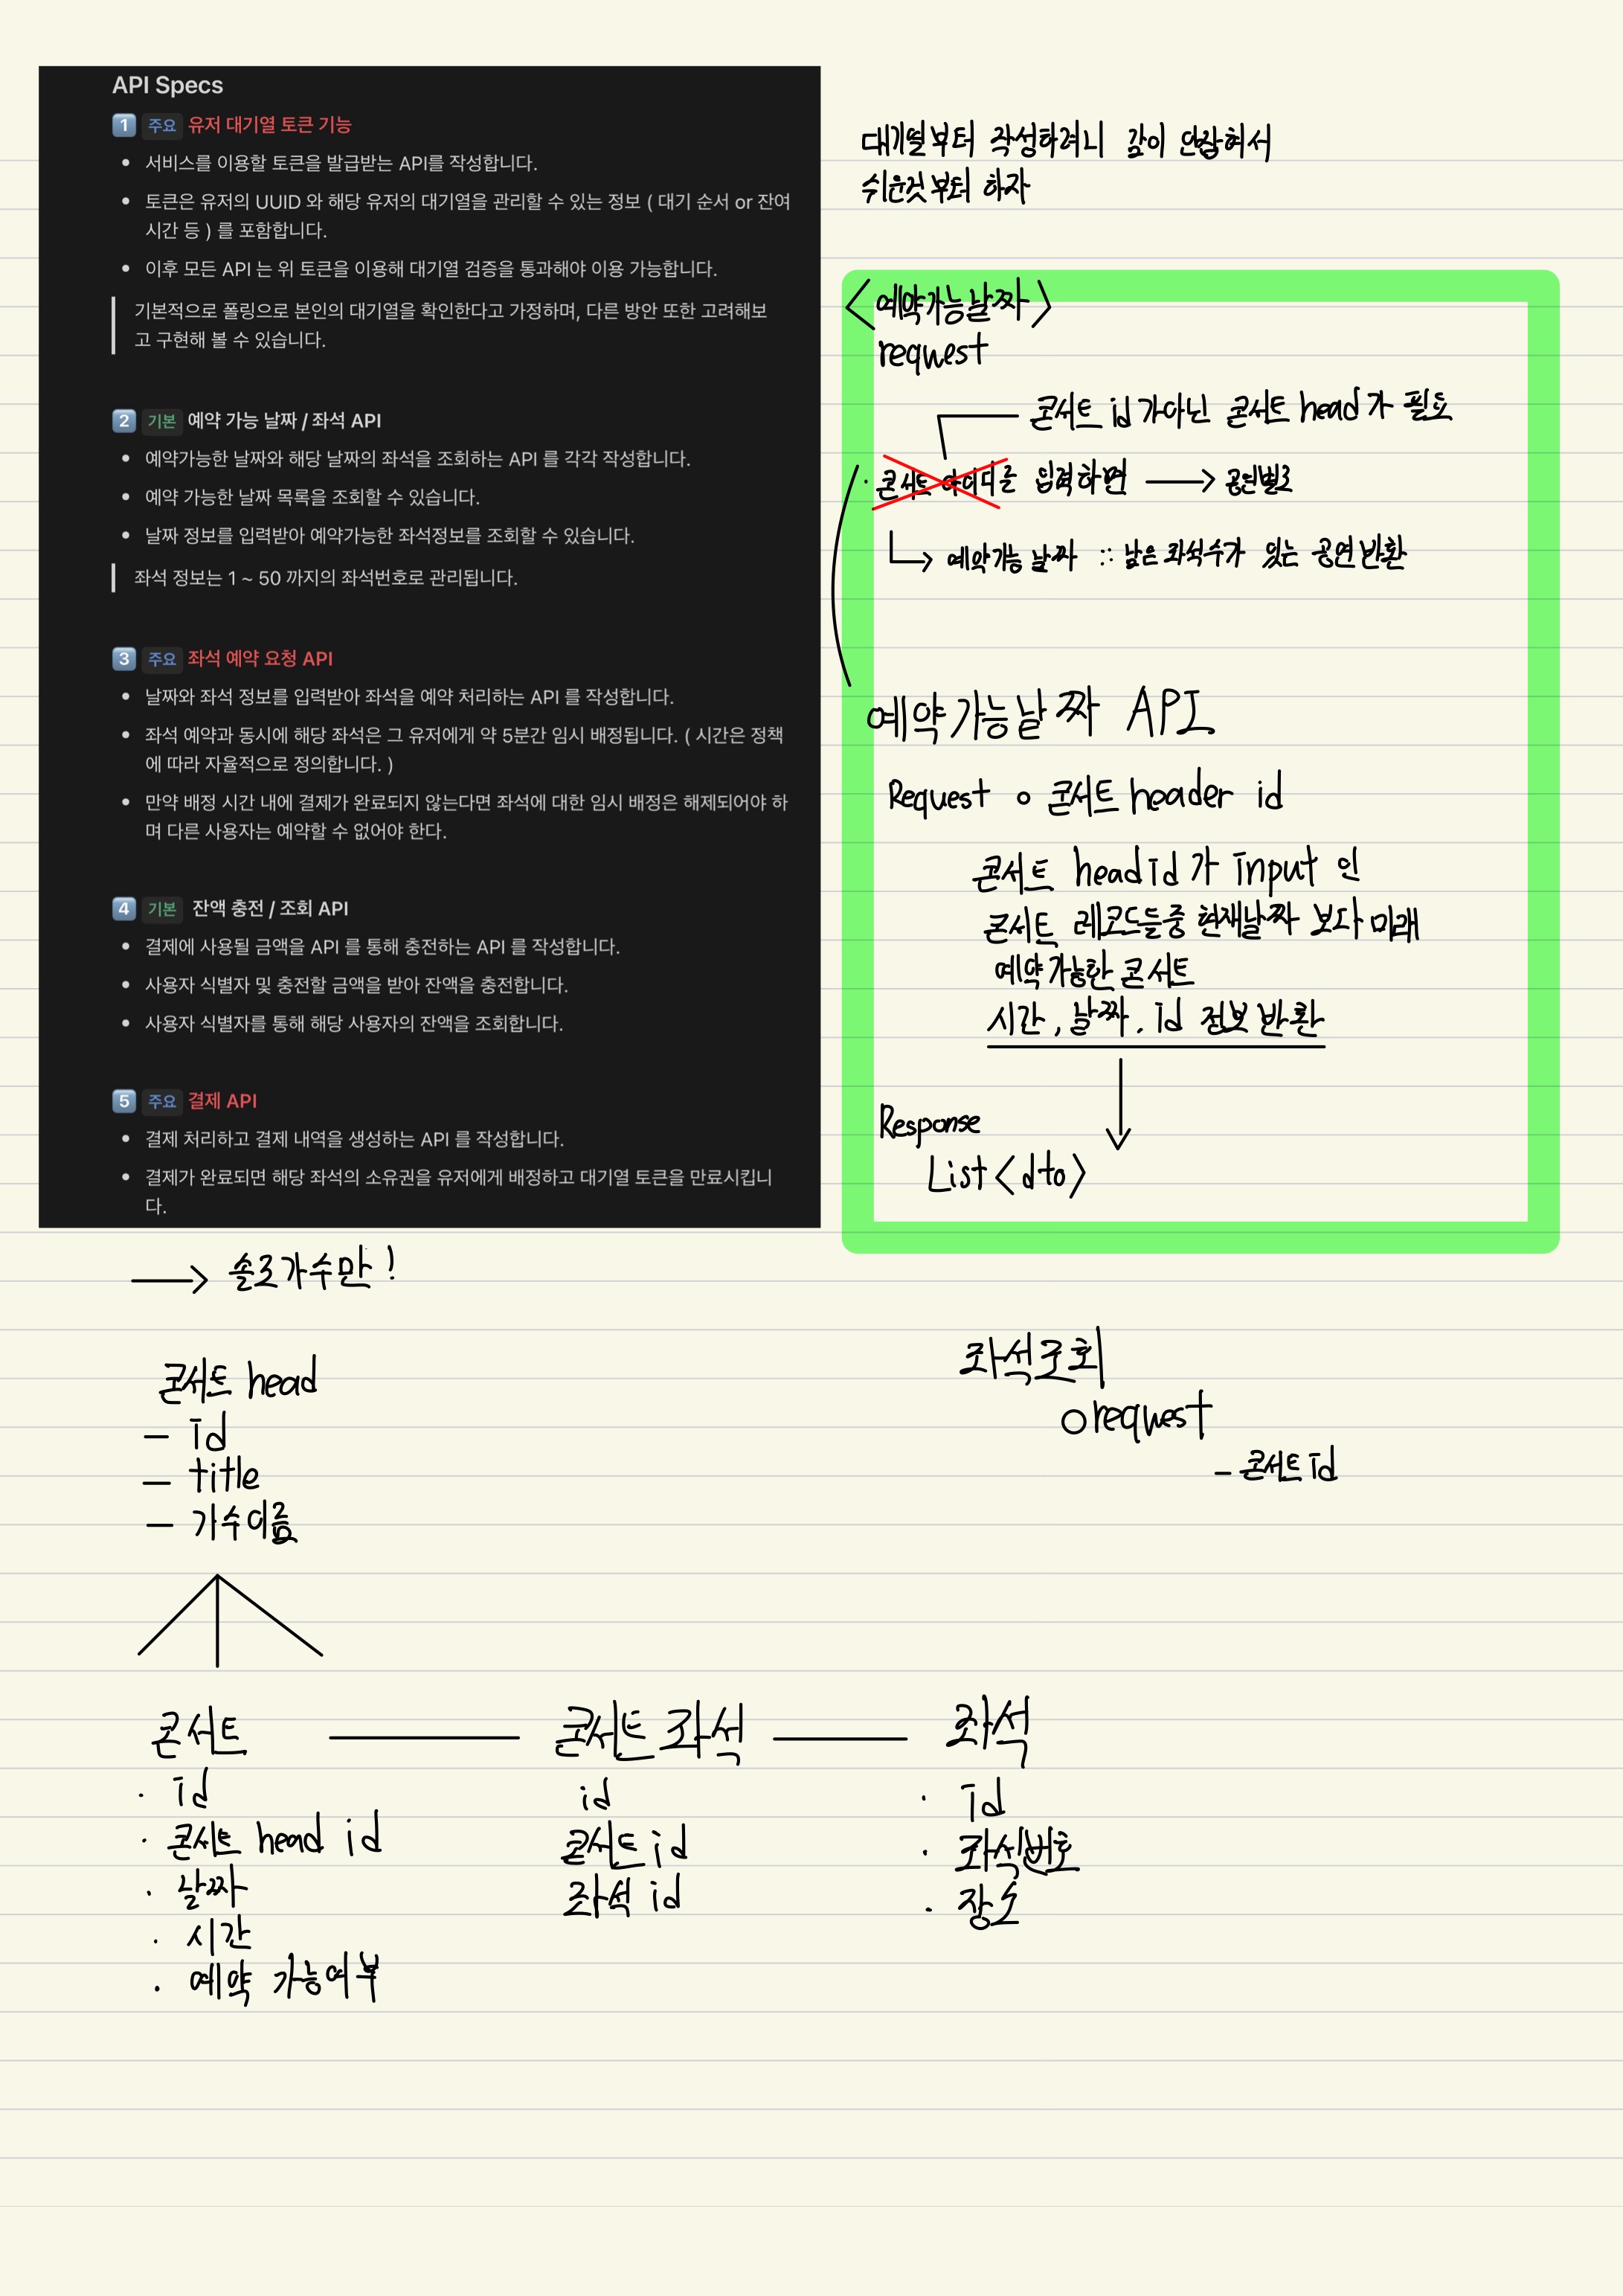 API Specs
1 주요 유저 대기열 토큰 기능
• 서비스를 이용할 토큰을 발급받는 API를 작성합니다.
• 토큰은 유저의 UUID 와 해당 유저의 대기열을 관리할 수 있는 정보 ( 대기 순서 or 잔여
시간 등 ) 를 포함합니다.
• 이후 모든 API 는 위 토큰을 이용해 대기열 검증을 통과해야 이용 가능합니다.
기본적으로 폴링으로 본인의 대기열을 확인한다고 가정하며, 다른 방안 또한 고려해보
고 구현해 볼 수 있습니다.
2 기본 예약 가능 날짜 / 좌석 API
• 예약가능한 날짜와 해당 날짜의 좌석을 조회하는 API 를 각각 작성합니다.
• 예약 가능한 날짜 목록을 조회할 수 있습니다.
• 날짜 정보를 입력받아 예약가능한 좌석정보를 조회할 수 있습니다.
좌석 정보는 1 ~ 50 까지의 좌석번호로 관리됩니다.
3 주요 좌석 예약 요청 API
• 날짜와 좌석 정보를 입력받아 좌석을 예약 처리하는 API 를 작성합니다.
• 좌석 예약과 동시에 해당 좌석은 그 유저에게 약 5분간 임시 배정됩니다. ( 시간은 정책
에 따라 자율적으로 정의합니다. )
• 만약 배정 시간 내에 결제가 완료되지 않는다면 좌석에 대한 임시 배정은 해제되어야 하
며 다른 사용자는 예약할 수 없어야 한다.
4 기본 잔액 충전 / 조회 API
• 결제에 사용될 금액을 API 를 통해 충전하는 API 를 작성합니다.
• 사용자 식별자 및 충전할 금액을 받아 잔액을 충전합니다.
• 사용자 식별자를 통해 해당 사용자의 잔액을 조회합니다.
5 주요 결제 API
• 결제 처리하고 결제 내역을 생성하는 API 를 작성합니다.
• 결제가 완료되면 해당 좌석의 소유권을 유저에게 배정하고 대기열 토큰을 만료시킵니
다.
대기열부터 작성하려니 감이 안잡혀서
쉬운것부터 하자
<예약가능날짜>
request
콘서트 id가아닌 콘서트 head가 필요
· 콘서트 아이디를 입력하면 → 공연별로
예약가능 날짜 :: 남은 좌석수가 있는 공연 반환
예약가능날짜 API
Request ○ 콘서트 header id
콘서트 head id 가 input 인
콘서트 레코드들중 현재날짜 보다 미래
예약가능한 콘서트
시간, 날짜, id 정보 반환
Response
List<dto>
→ 솔로가수만!
콘서트 head
- id
- title
- 가수이름
좌석조회
○ request
- 콘서트 id
콘서트
· id
· 콘서트 head id
· 날짜
· 시간
· 예약 가능여부
콘서트 좌석
id
콘서트 id
좌석 id
좌석
· id
· 좌석번호
· 장소